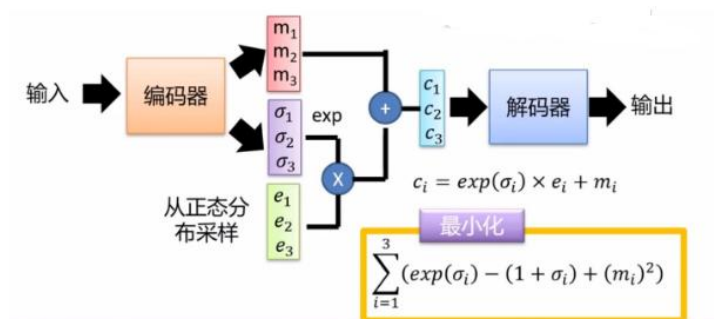 输入
编码器
m₁
m₂
m₃
σ₁
σ₂
σ₃
exp
从正态分
布采样
e₁
e₂
e₃
X
+
c₁
c₂
c₃
解码器
输出
cᵢ = exp(σᵢ) × eᵢ + mᵢ
最小化
∑³ᵢ₌₁(exp(σᵢ) − (1 + σᵢ) + (mᵢ)²)